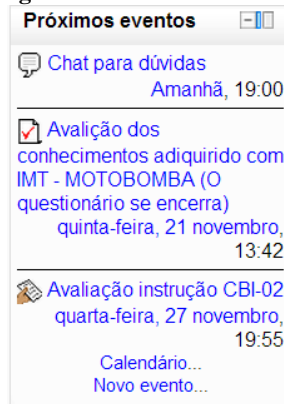 Próximos eventos
Chat para dúvidas
Amanhã, 19:00
Avalição dos
conhecimentos adiquirido com
IMT - MOTOBOMBA (O
questionário se encerra)
quinta-feira, 21 novembro,
13:42
Avaliação instrução CBI-02
quarta-feira, 27 novembro,
19:55
Calendário...
Novo evento...